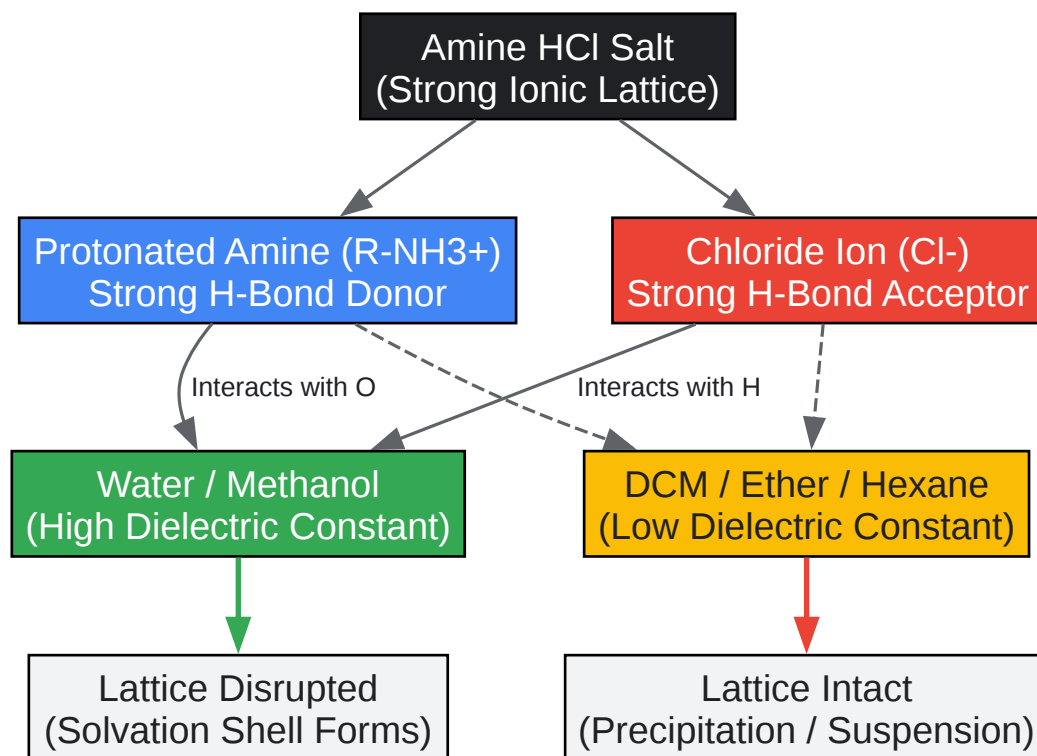 Amine HCl Salt
(Strong Ionic Lattice)
Protonated Amine (R-NH3+)
Strong H-Bond Donor
Chloride Ion (Cl-)
Strong H-Bond Acceptor
Interacts with O
Interacts with H
Water / Methanol
(High Dielectric Constant)
DCM / Ether / Hexane
(Low Dielectric Constant)
Lattice Disrupted
(Solvation Shell Forms)
Lattice Intact
(Precipitation / Suspension)